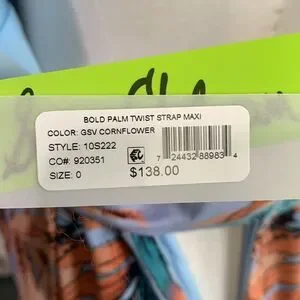 BOLD PALM TWIST STRAP MAXI
COLOR: GSV CORNFLOWER
STYLE: 10S222
CO#: 920351
SIZE: 0
7 24432 88983 4
$138.00